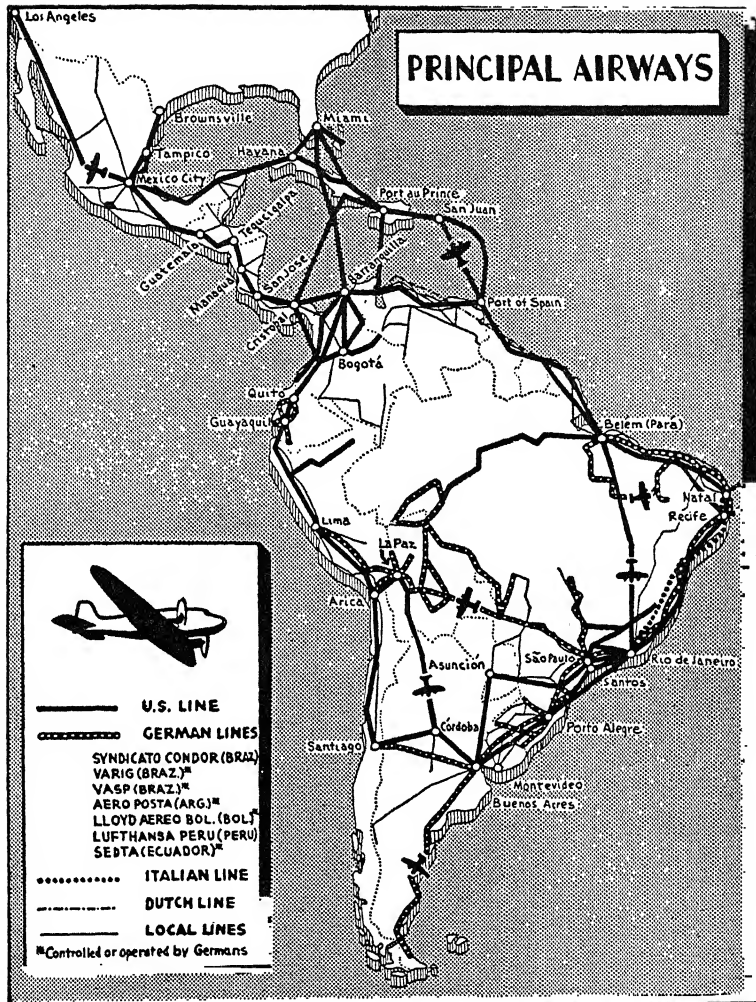 PRINCIPAL AIRWAYS
Los Angeles
Brownsville
Miami
Tampico
Havana
Mexico City
Port au Prince
San Juan
Tegucigalpa
Guatemala
Managua
San Jose
Barranquilla
Cristobal
Port of Spain
Bogotá
Quito
Guayaquil
Belém (Pará)
Natal
Recife
Lima
La Paz
Arica
Asunción
São Paulo
Rio de Janeiro
Santos
Córdoba
Porto Alegre
Santiago
Montevideo
Buenos Aires
U.S. LINE
GERMAN LINES
SYNDICATO CONDOR (BRAZ)
VARIG (BRAZ.)*
VASP (BRAZ.)*
AERO POSTA (ARG.)*
LLOYD AEREO BOL. (BOL)*
LUFTHANSA PERU (PERU)
SEDTA (ECUADOR)*
ITALIAN LINE
DUTCH LINE
LOCAL LINES
*Controlled or operated by Germans